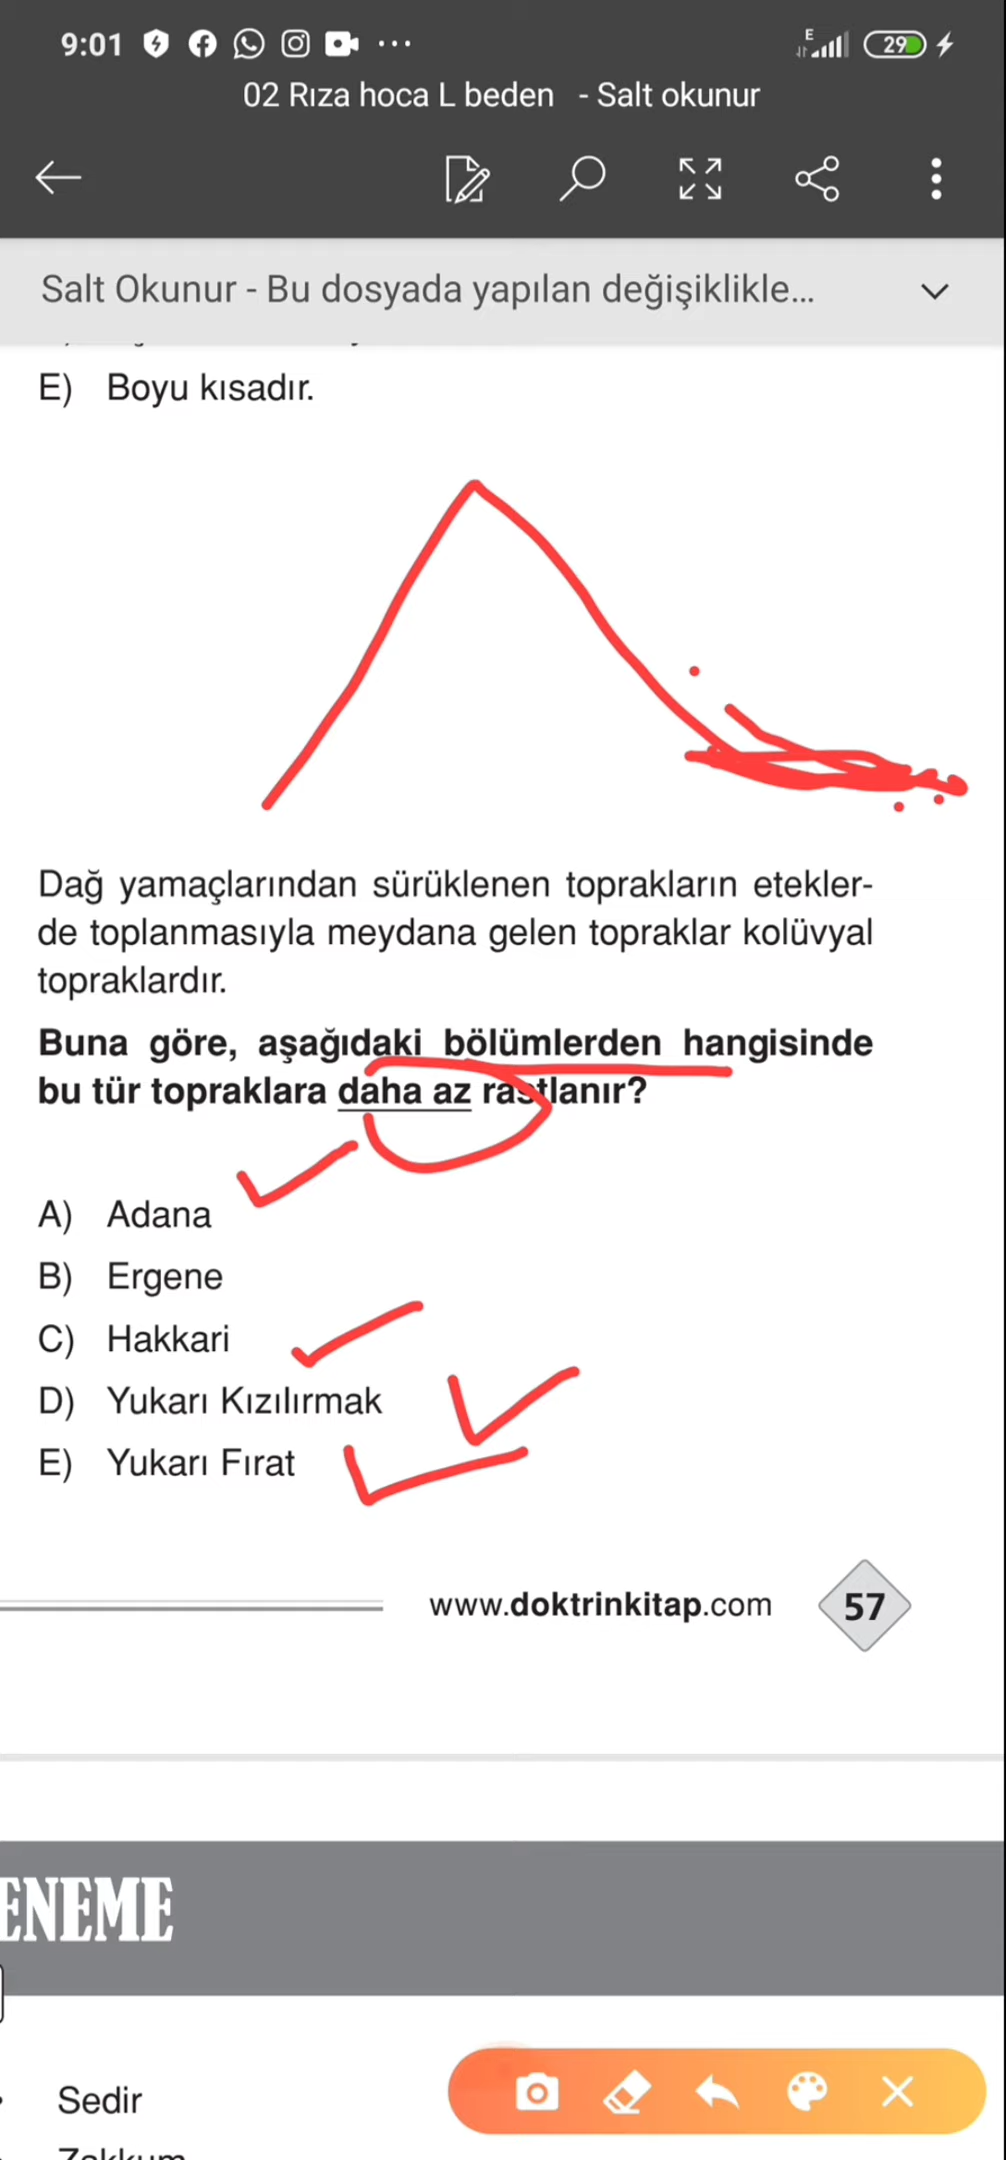 9:01
E
29
02 Rıza hoca L beden - Salt okunur
Salt Okunur - Bu dosyada yapılan değişiklikle...
E) Boyu kısadır.
Dağ yamaçlarından sürüklenen toprakların etekler-
de toplanmasıyla meydana gelen topraklar kolüvyal
topraklardır.
Buna göre, aşağıdaki bölümlerden hangisinde
bu tür topraklara daha az rastlanır?
A) Adana
B) Ergene
C) Hakkari
D) Yukarı Kızılırmak
E) Yukarı Fırat
www.doktrinkitap.com
57
ENEME
Sedir
Zakkum